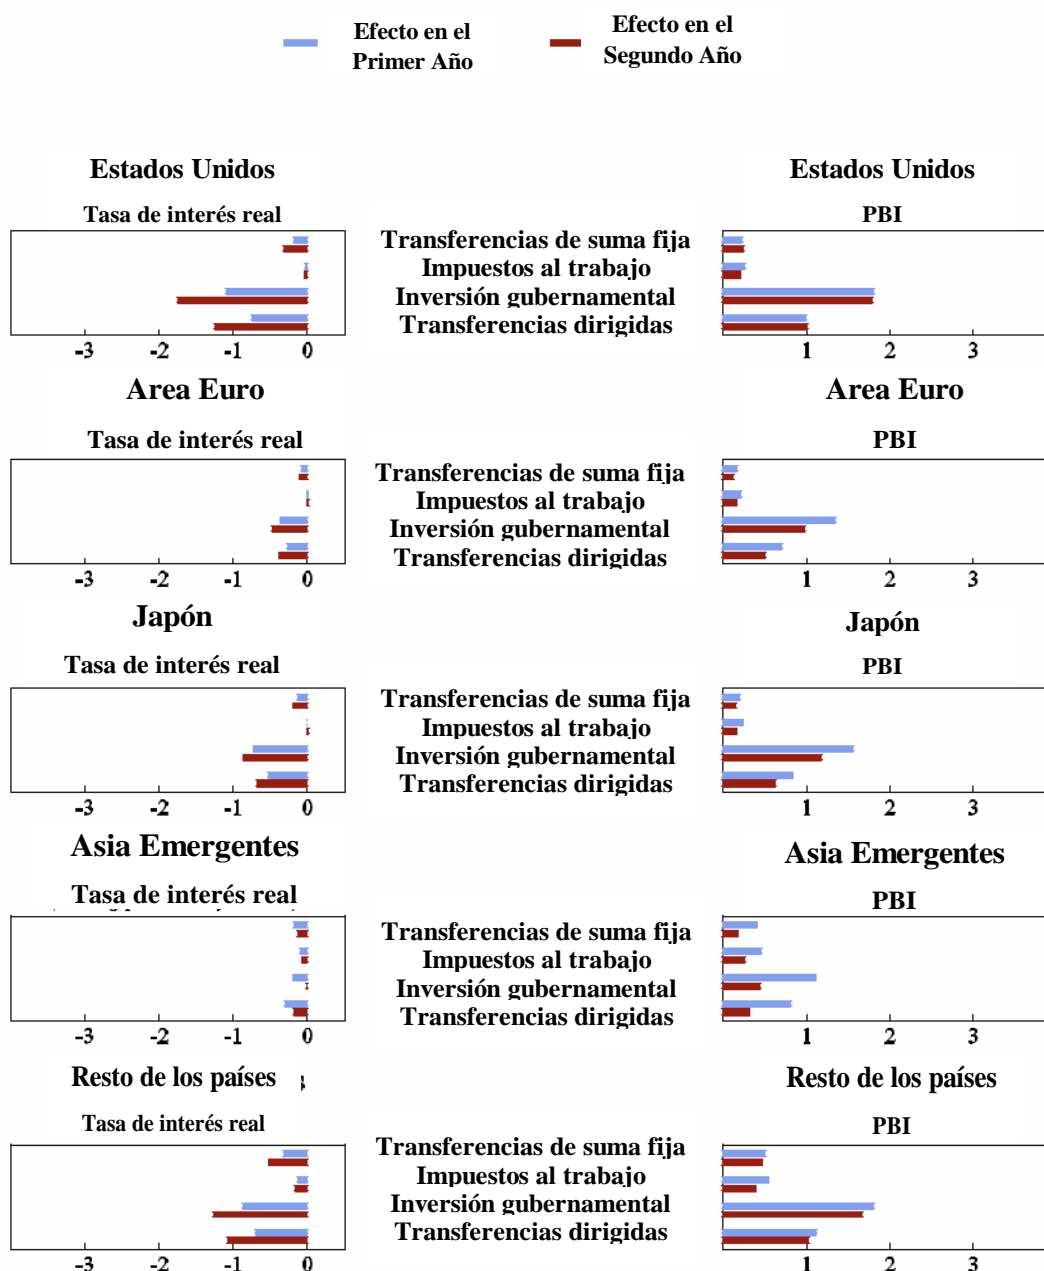 Efecto en el
Primer Año
Efecto en el
Segundo Año
Estados Unidos
Estados Unidos
Tasa de interés real
PBI
Transferencias de suma fija
Impuestos al trabajo
Inversión gubernamental
Transferencias dirigidas
-3 -2 -1 0
1 2 3
Area Euro
Area Euro
Tasa de interés real
PBI
Transferencias de suma fija
Impuestos al trabajo
Inversión gubernamental
Transferencias dirigidas
-3 -2 -1 0
1 2 3
Japón
Japón
Tasa de interés real
PBI
Transferencias de suma fija
Impuestos al trabajo
Inversión gubernamental
Transferencias dirigidas
-3 -2 -1 0
1 2 3
Asia Emergentes
Asia Emergentes
Tasa de interés real
PBI
Transferencias de suma fija
Impuestos al trabajo
Inversión gubernamental
Transferencias dirigidas
-3 -2 -1 0
1 2 3
Resto de los países
Resto de los países
Tasa de interés real
PBI
Transferencias de suma fija
Impuestos al trabajo
Inversión gubernamental
Transferencias dirigidas
-3 -2 -1 0
1 2 3